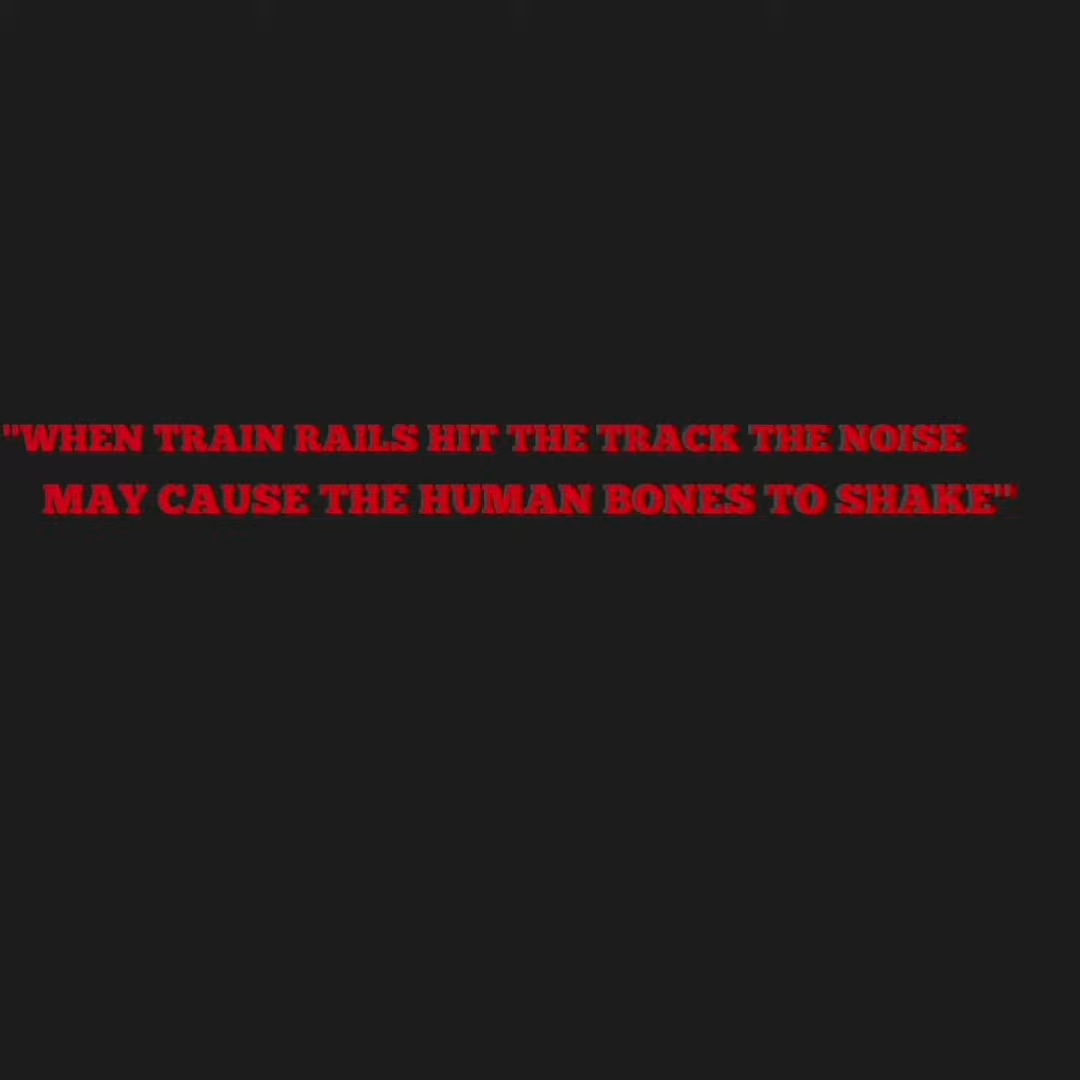 "WHEN TRAIN RAILS HIT THE TRACK THE NOISE
MAY CAUSE THE HUMAN BONES TO SHAKE"